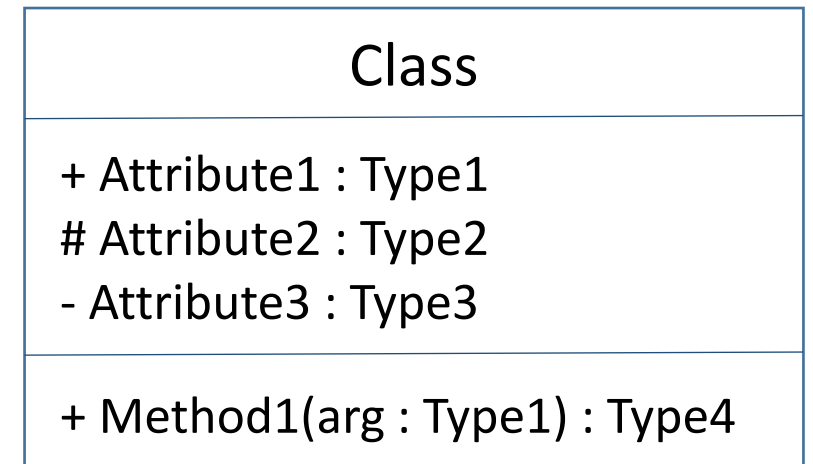 Class
+ Attribute1 : Type1
# Attribute2 : Type2
- Attribute3 : Type3
+ Method1(arg : Type1) : Type4